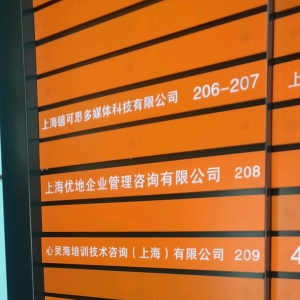 上海德可思多媒体科技有限公司 206-207
上海优地企业管理咨询有限公司 208
心灵海培训技术咨询（上海）有限公司 209
上
4